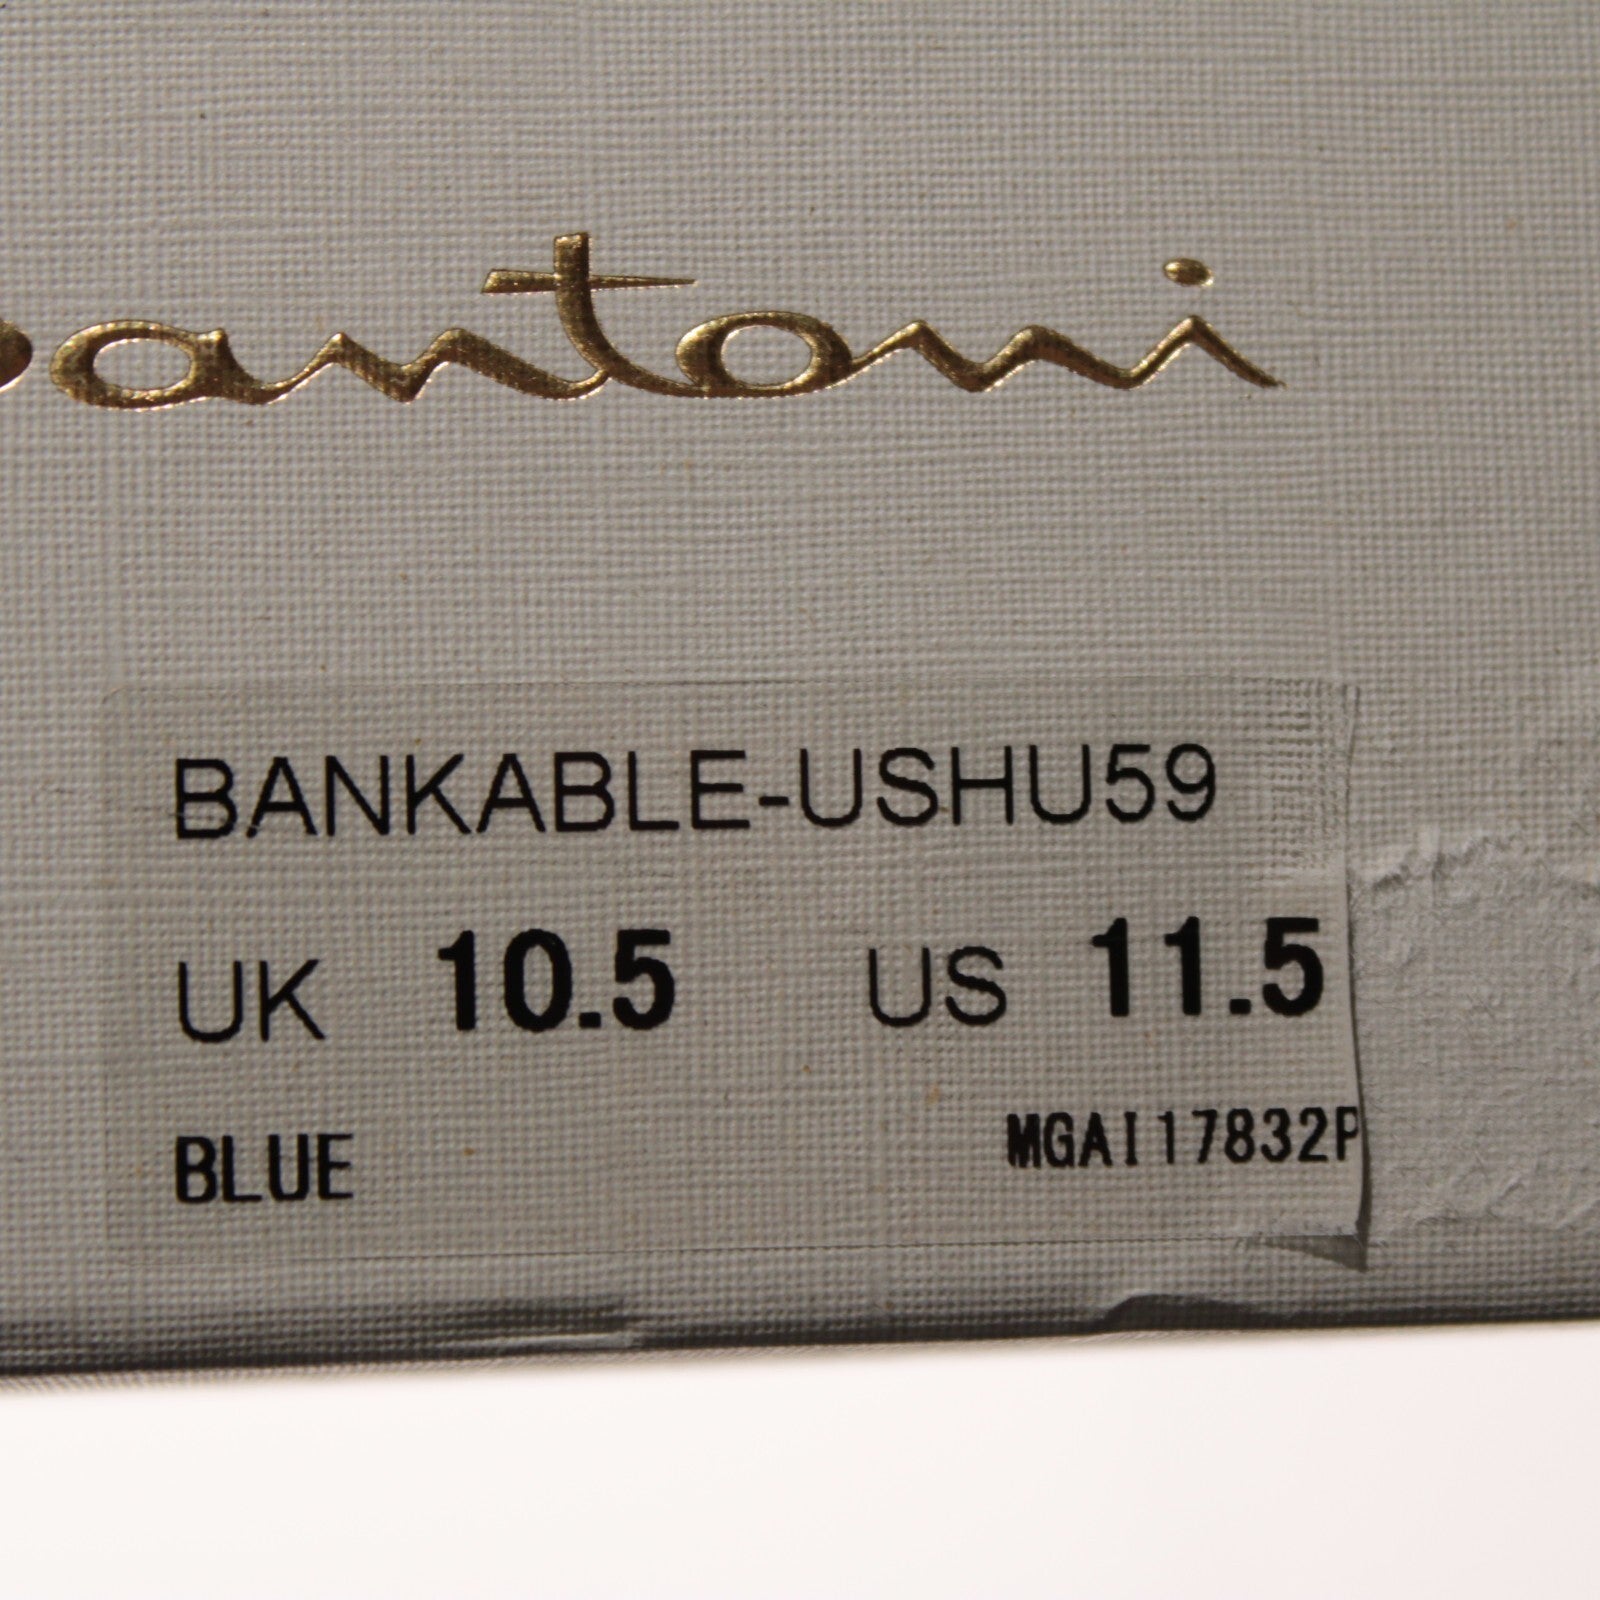 antoni
BANKABLE-USHU59
UK 10.5 US 11.5
BLUE MGAI17832P